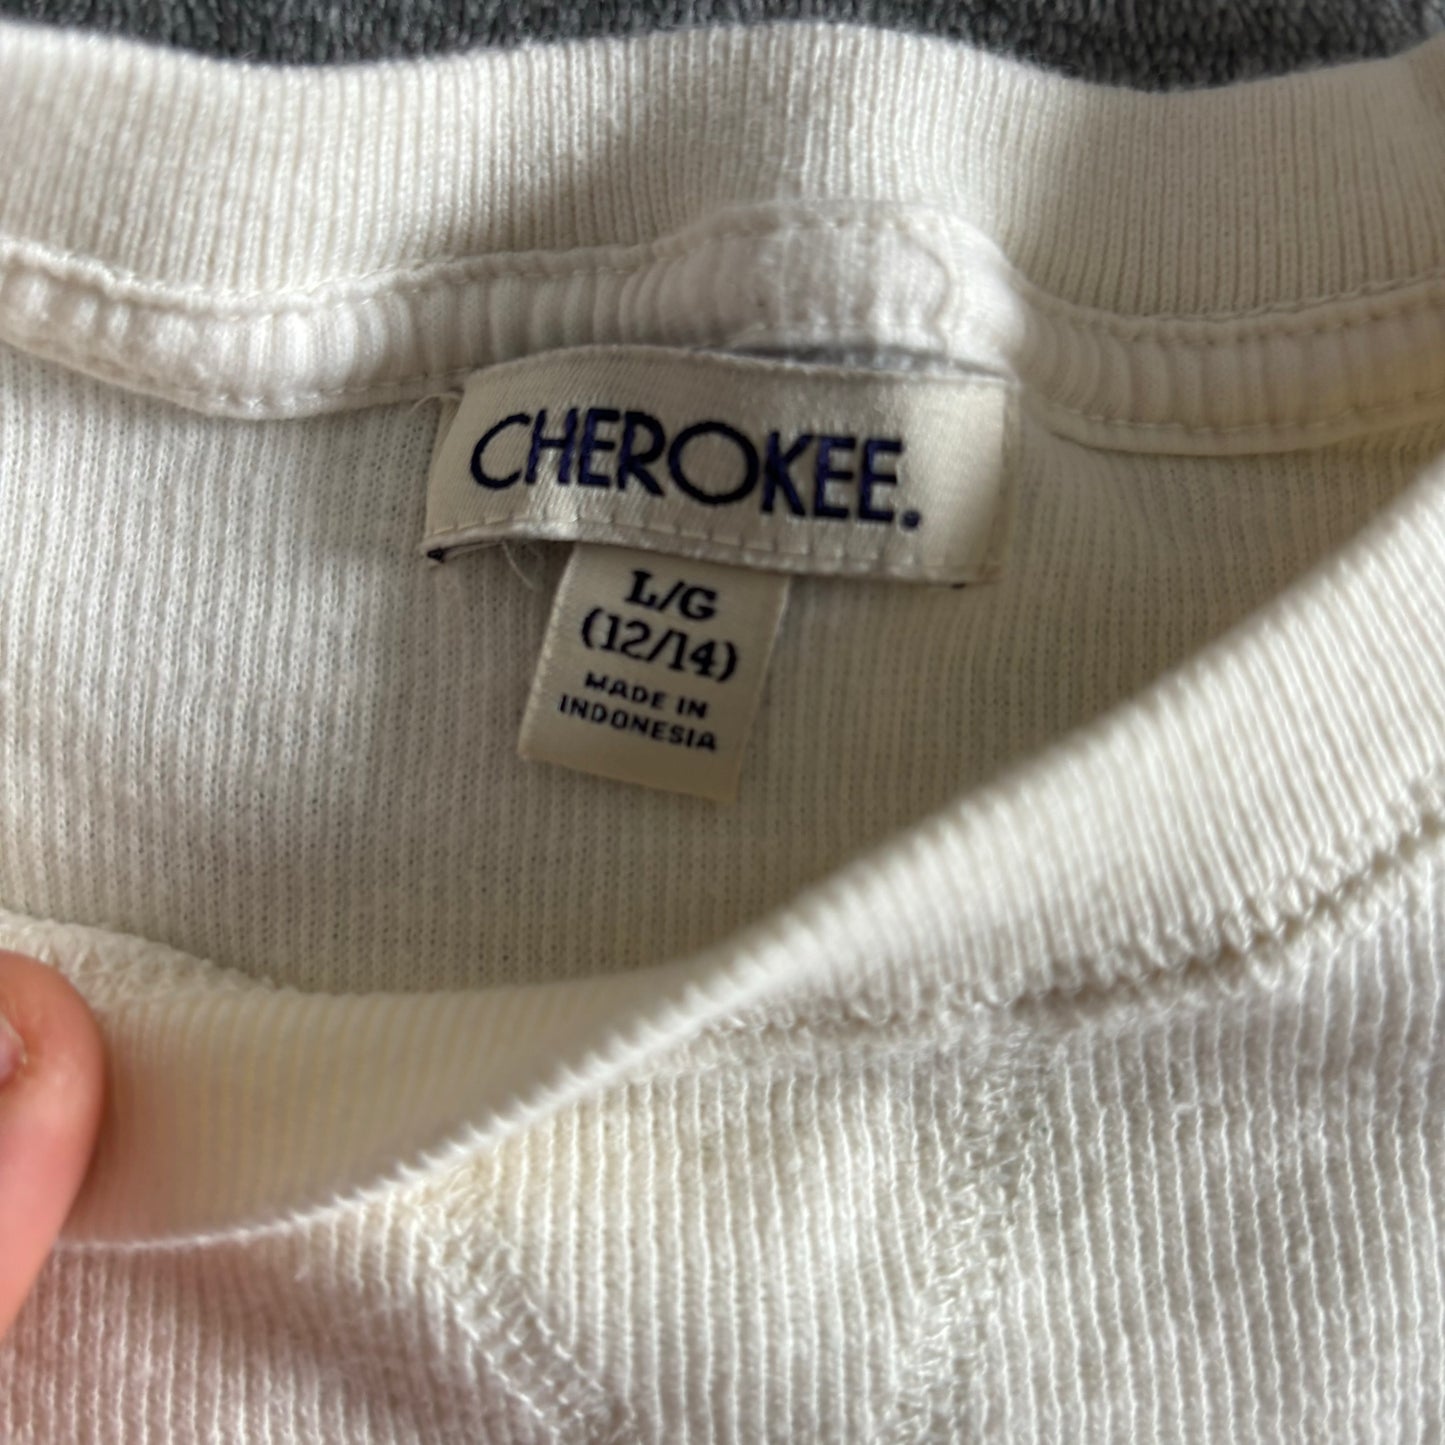 CHEROKEE.
L/G
(12/14)
MADE IN
INDONESIA